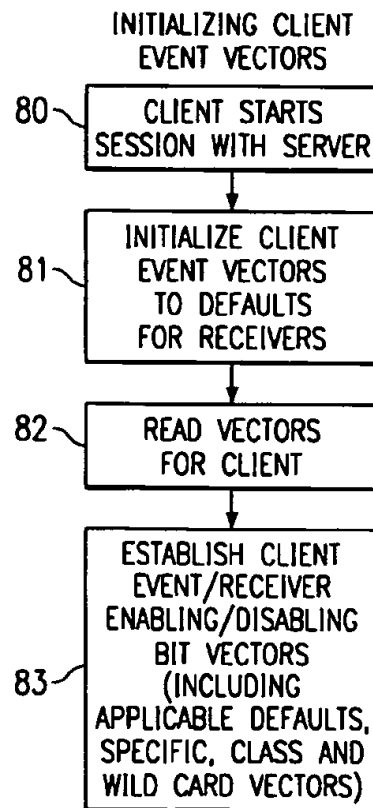 INITIALIZING CLIENT
EVENT VECTORS
80
CLIENT STARTS
SESSION WITH SERVER
81
INITIALIZE CLIENT
EVENT VECTORS
TO DEFAULTS
FOR RECEIVERS
82
READ VECTORS
FOR CLIENT
83
ESTABLISH CLIENT
EVENT/RECEIVER
ENABLING/DISABLING
BIT VECTORS
(INCLUDING
APPLICABLE DEFAULTS,
SPECIFIC, CLASS AND
WILD CARD VECTORS)